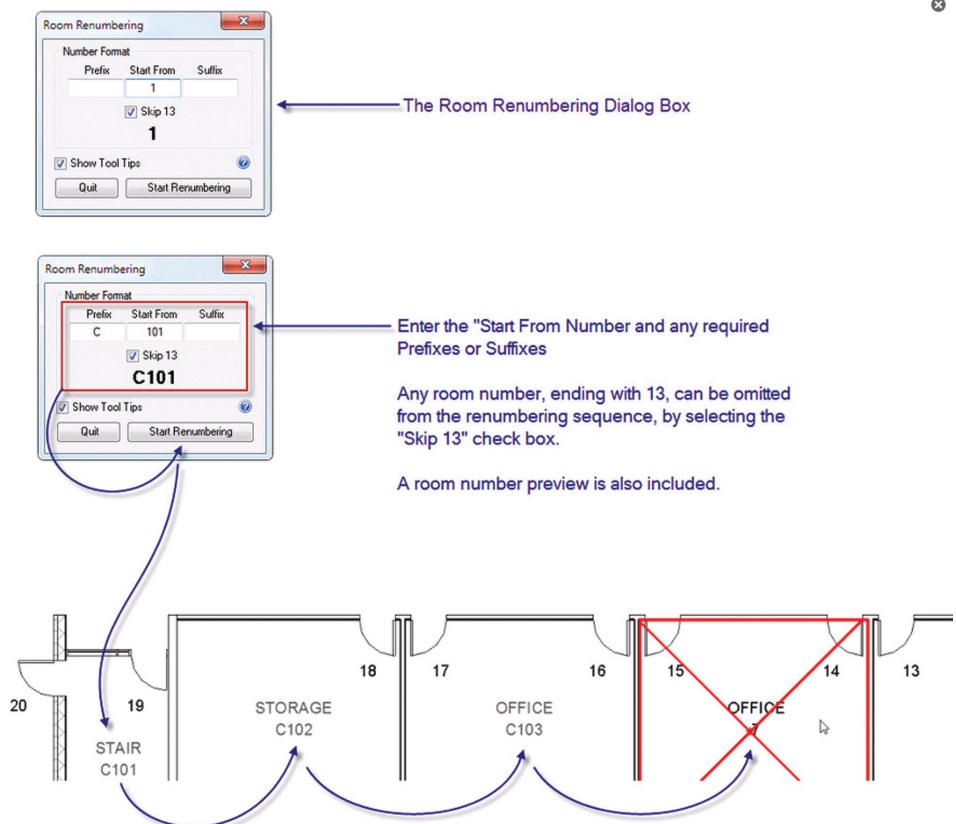 Room Renumbering
Number Format
Prefix Start From Suffix
1
Skip 13
1
Show Tool Tips
Quit Start Renumbering
The Room Renumbering Dialog Box
Room Renumbering
Number Format
Prefix Start From Suffix
C 101
Skip 13
C101
Show Tool Tips
Quit Start Renumbering
Enter the "Start From Number and any required
Prefixes or Suffixes
Any room number, ending with 13, can be omitted
from the renumbering sequence, by selecting the
"Skip 13" check box.
A room number preview is also included.
20 19 18 17 16 15 14 13
STAIR
C101
STORAGE
C102
OFFICE
C103
OFFICE
7